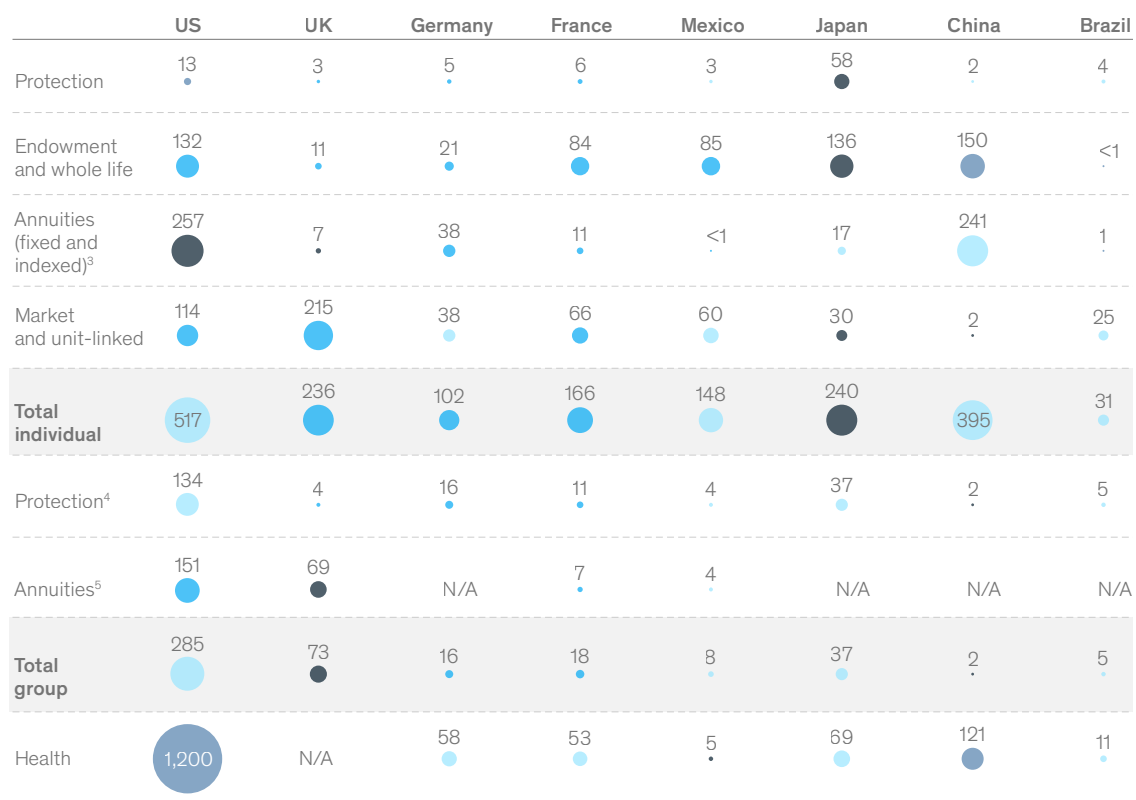 US UK Germany France Mexico Japan China Brazil
Protection 13 3 5 6 3 58 2 4
Endowment
and whole life 132 11 21 84 85 136 150 <1
Annuities
(fixed and
indexed)3 257 7 38 11 <1 17 241 1
Market
and unit-linked 114 215 38 66 60 30 2 25
Total
individual 517 236 102 166 148 240 395 31
Protection4 134 4 16 11 4 37 2 5
Annuities5 151 69 N/A 7 4 N/A N/A N/A
Total
group 285 73 16 18 8 37 2 5
Health 1,200 N/A 58 53 5 69 121 11